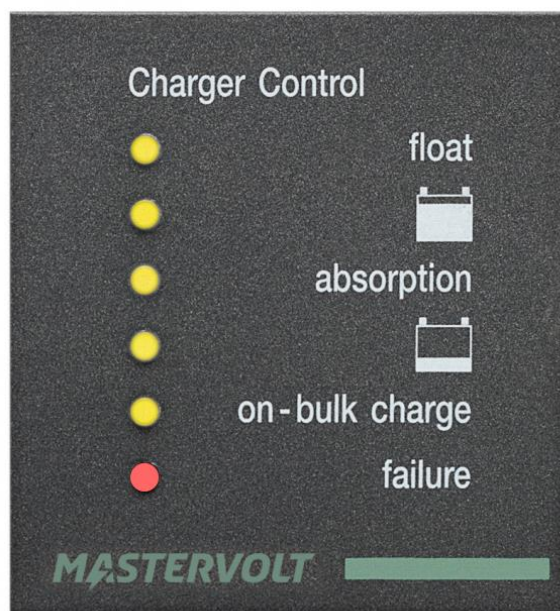 Charger Control
float
absorption
on-bulk charge
failure
MASTERVOLT